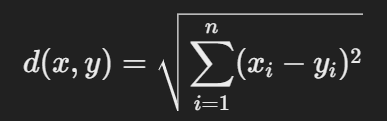 d(x, y) = √(∑_{i=1}^{n} (x_i − y_i)²)